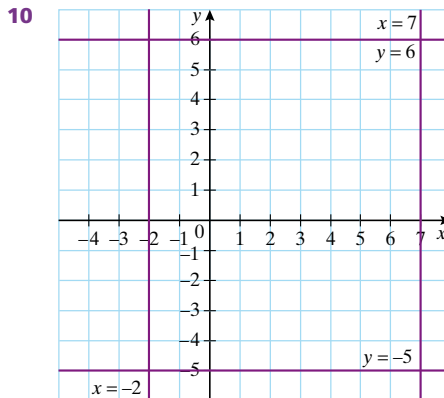 10
y
x = 7
6
y = 6
5
4
3
2
1
0
–4 –3 –2 –1 1 2 3 4 5 6 7 x
–1
–2
–3
–4
y = –5
–5
x = –2